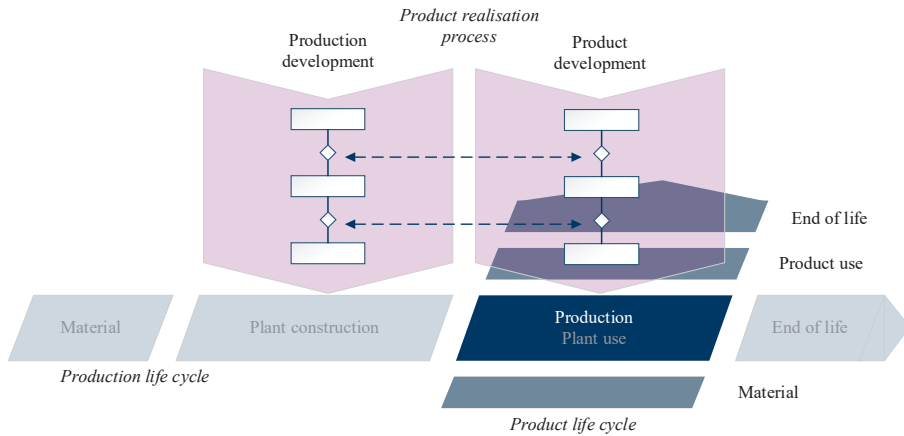 Product realisation
process
Production
development
Product
development
End of life
Product use
Material
Plant construction
Production
Plant use
End of life
Production life cycle
Material
Product life cycle